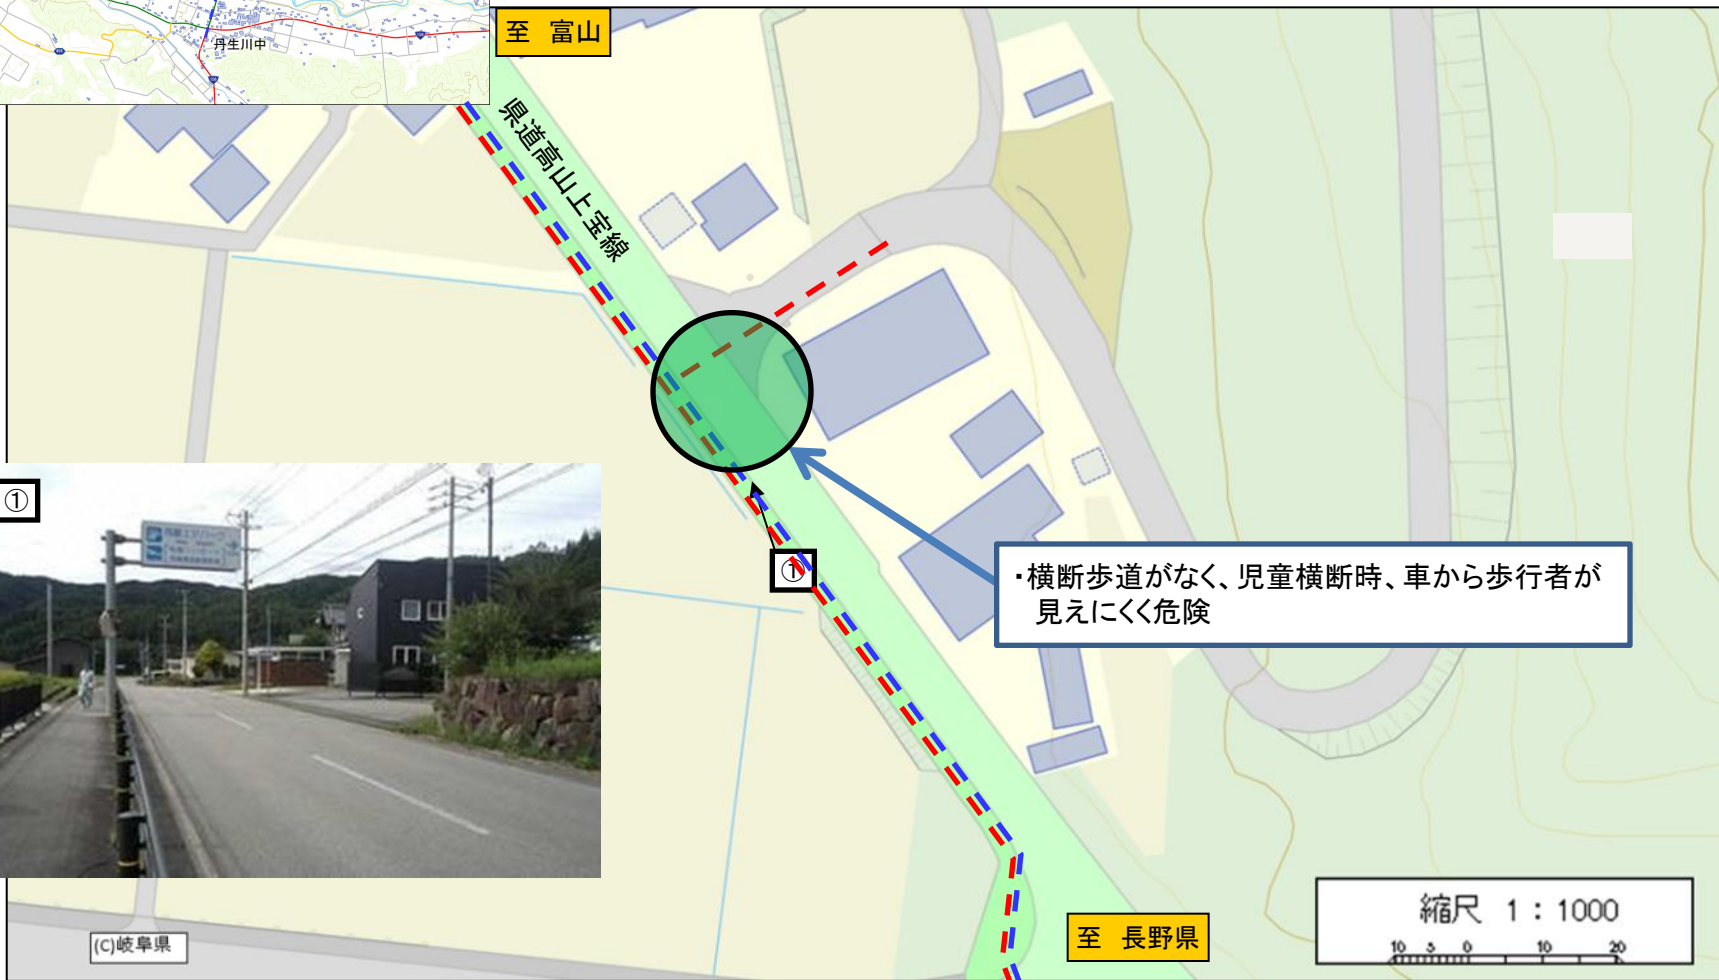 丹生川中
至 富山
県道高山上宝線
①
①
・横断歩道がなく、児童横断時、車から歩行者が
見えにくく危険
(C)岐阜県
至 長野県
縮尺 1：1000
10 5 0 10 20